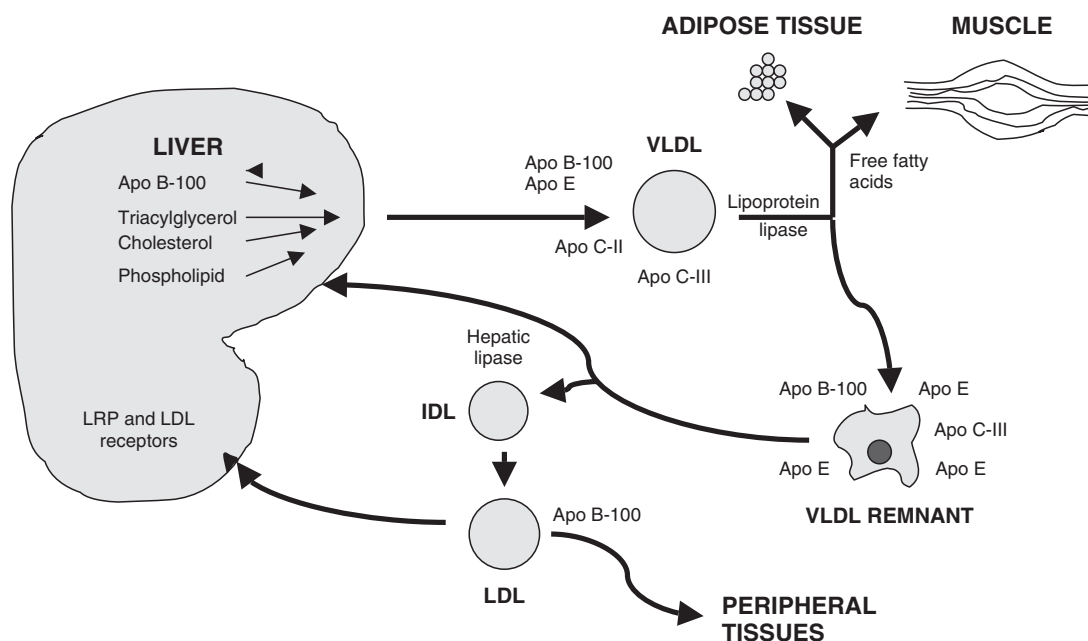 ADIPOSE TISSUE
MUSCLE
LIVER
Apo B-100
Triacylglycerol
Cholesterol
Phospholipid
LRP and LDL
receptors
Apo B-100
Apo E
Apo C-II
VLDL
Apo C-III
Lipoprotein
lipase
Free fatty
acids
Hepatic
lipase
IDL
LDL
Apo B-100
Apo B-100
Apo E
Apo C-III
Apo E
Apo E
VLDL REMNANT
PERIPHERAL
TISSUES